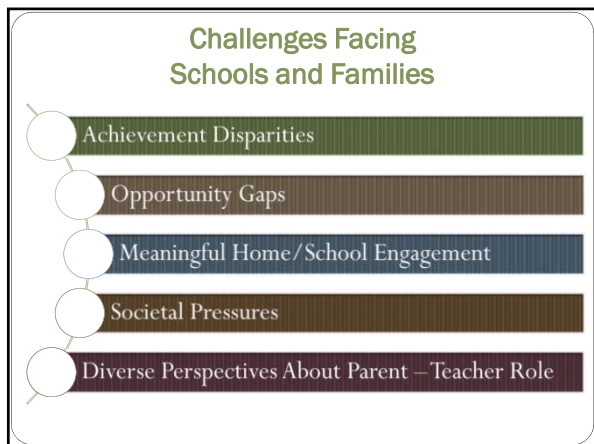 Challenges Facing
Schools and Families
Achievement Disparities
Opportunity Gaps
Meaningful Home/School Engagement
Societal Pressures
Diverse Perspectives About Parent –Teacher Role